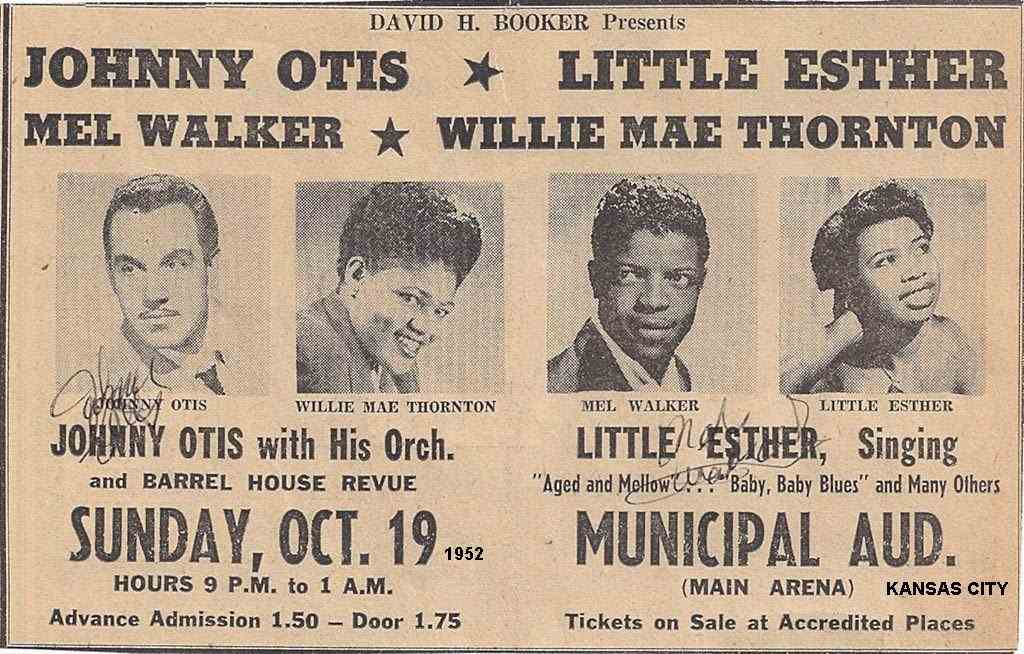 DAVID H. BOOKER Presents
JOHNNY OTIS ★ LITTLE ESTHER
MEL WALKER ★ WILLIE MAE THORNTON
JOHNNY OTIS
WILLIE MAE THORNTON
MEL WALKER
LITTLE ESTHER
JOHNNY OTIS with His Orch.
and BARREL HOUSE REVUE
SUNDAY, OCT. 19 1952
HOURS 9 P.M. to 1 A.M.
Advance Admission 1.50 — Door 1.75
LITTLE ESTHER, Singing
"Aged and Mellow" . . . "Baby, Baby Blues" and Many Others
MUNICIPAL AUD.
(MAIN ARENA) KANSAS CITY
Tickets on Sale at Accredited Places